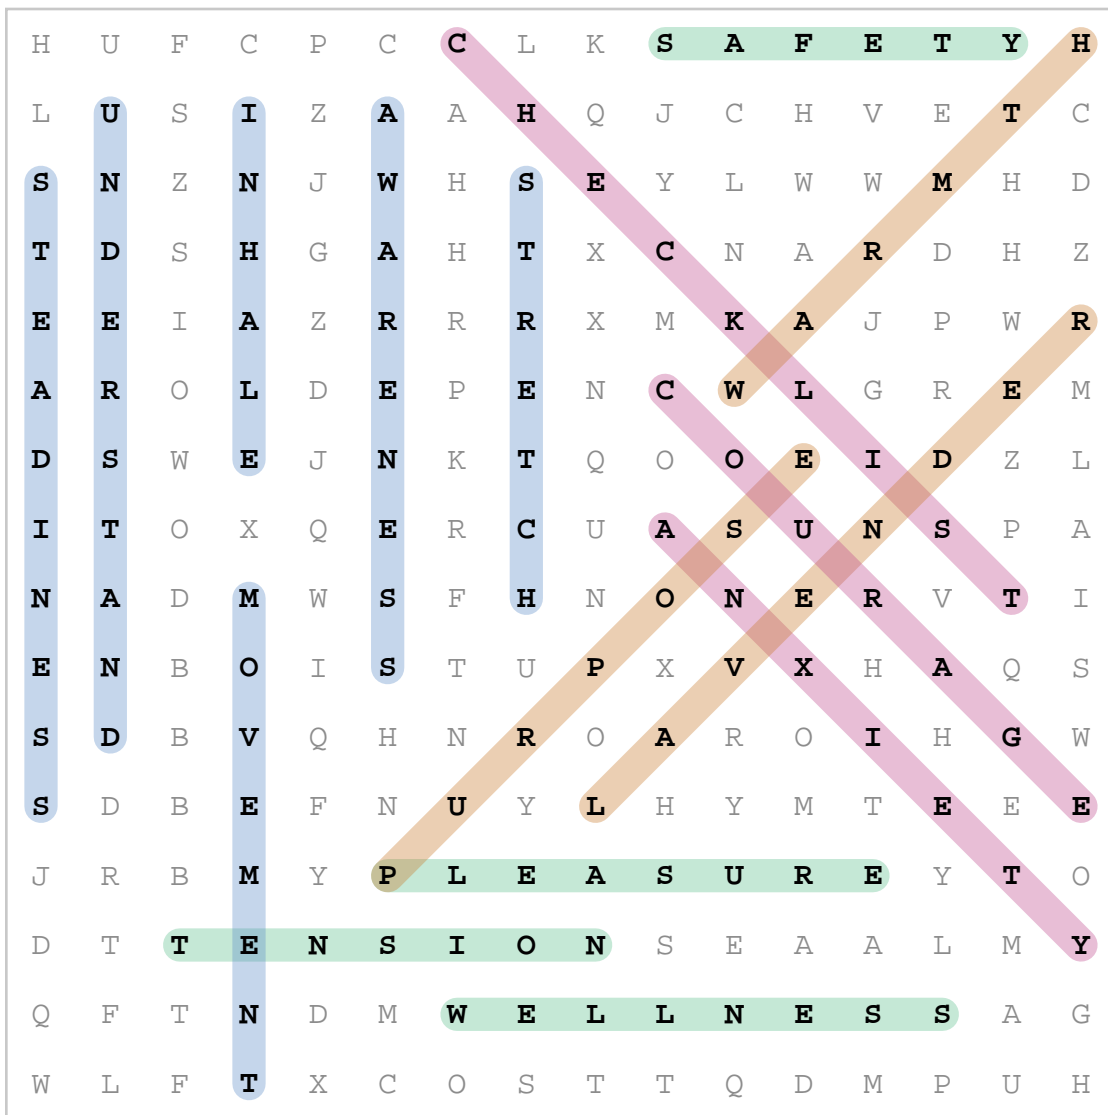 H U F C P C C L K S A F E T Y H
L U S I Z A A H Q J C H V E T C
S N Z N J W H S E Y L W W M H D
T D S H G A H T X C N A R D H Z
E E I A Z R R R X M K A J P W R
A R O L D E P E N C W L G R E M
D S W E J N K T Q O O E I D Z L
I T O X Q E R C U A S U N S P A
N A D M W S F H N O N E R V T I
E N B O I S T U P X V X H A Q S
S D B V Q H N R O A R O I H G W
S D B E F N U Y L H Y M T E E E
J R B M Y P L E A S U R E Y T O
D T T E N S I O N S E A A L M Y
Q F T N D M W E L L N E S S A G
W L F T X C O S T T Q D M P U H